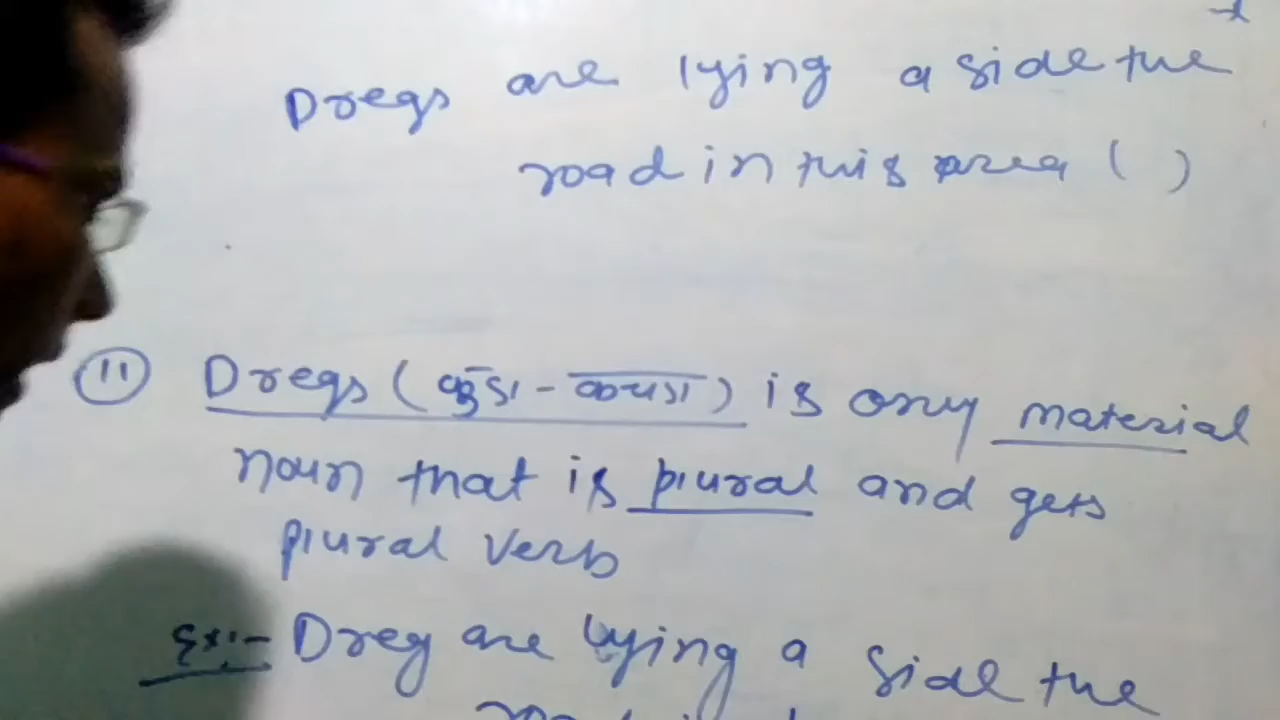 Dregs are lying a side the
road in this area ( )
11 Dregs (कूड़ा - करकट) is only material
noun that is plural and gets
plural verb
Ex:- Dreg are lying a side the